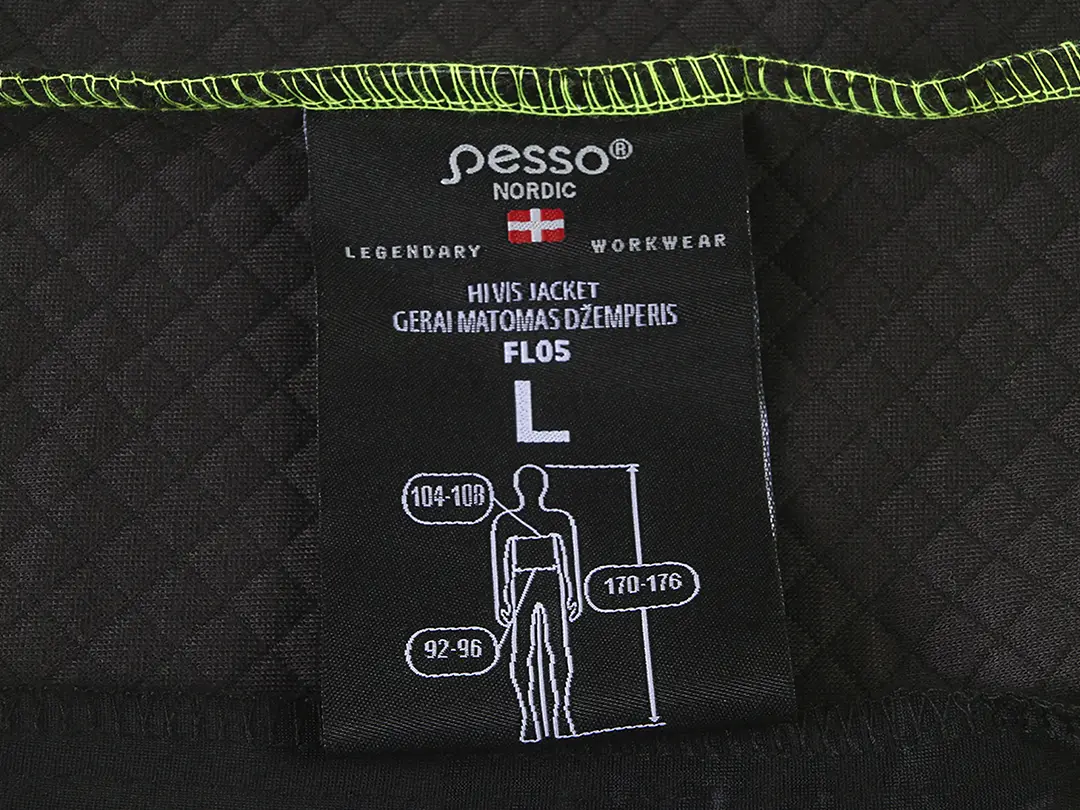 pesso®
NORDIC
LEGENDARY WORKWEAR
HI VIS JACKET
GERAI MATOMAS DŽEMPERIS
FL05
L
104-108
170-176
92-96